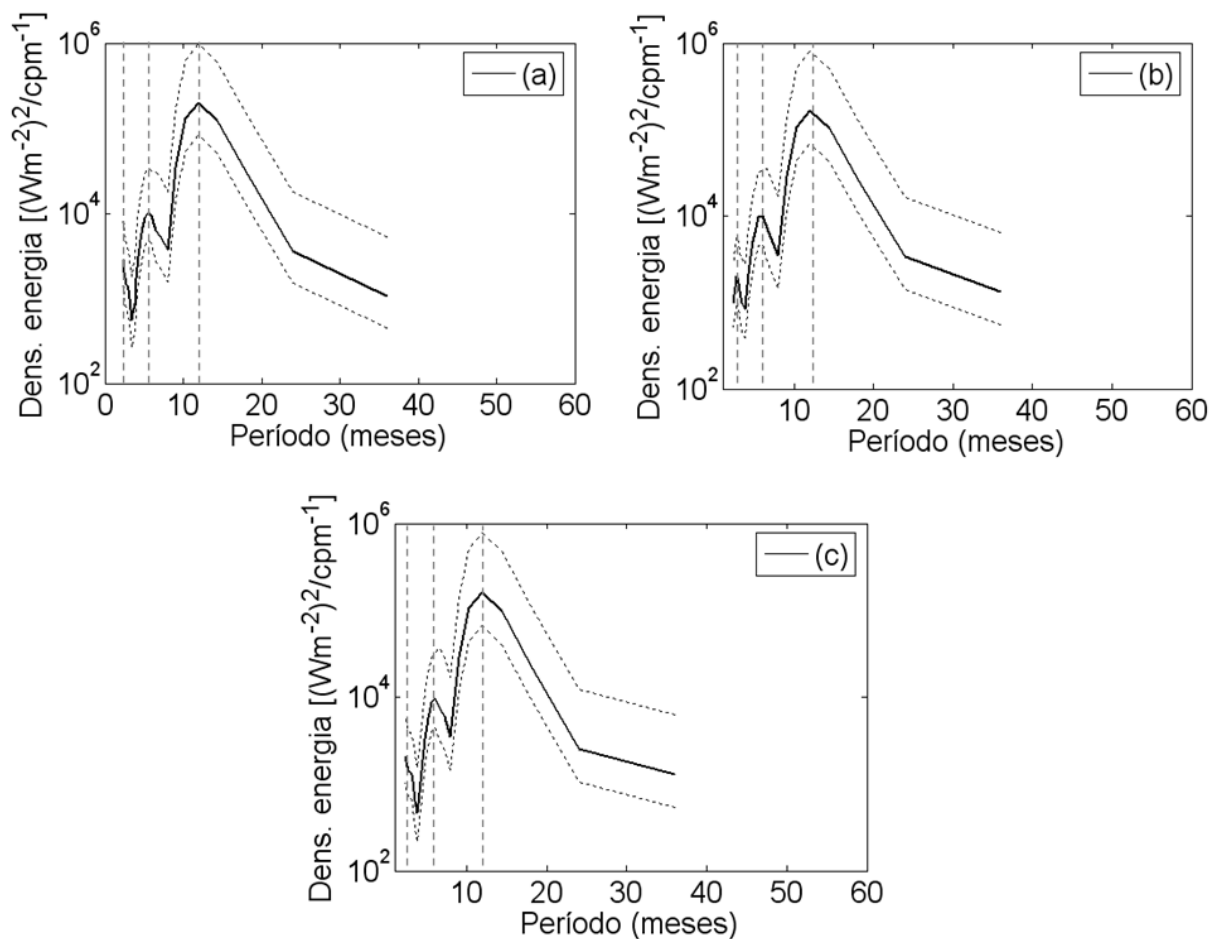 Dens. energia [(Wm-2)2/cpm-1]
10^6
10^4
10^2
(a)
0 10 20 30 40 50 60
Período (meses)
Dens. energia [(Wm-2)2/cpm-1]
10^6
10^4
10^2
(b)
10 20 30 40 50 60
Período (meses)
Dens. energia [(Wm-2)2/cpm-1]
10^6
10^4
10^2
(c)
10 20 30 40 50 60
Período (meses)